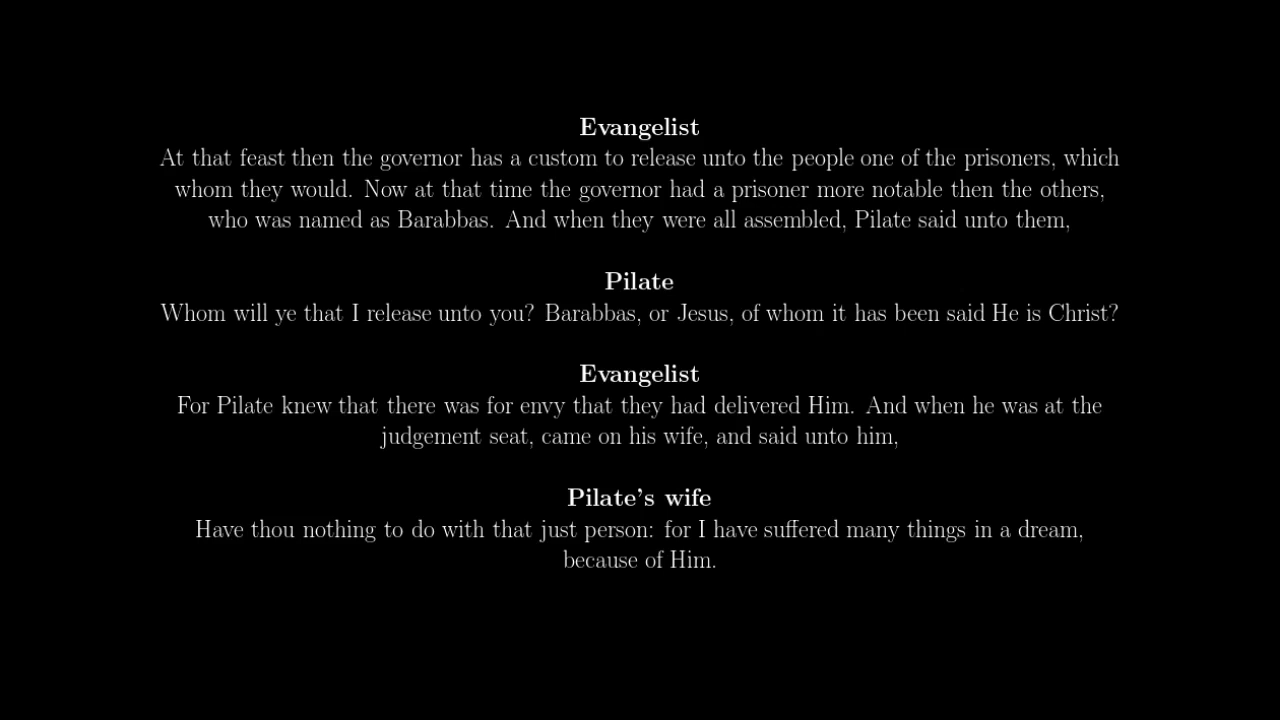 Evangelist
At that feast then the governor has a custom to release unto the people one of the prisoners, which
whom they would. Now at that time the governor had a prisoner more notable then the others,
who was named as Barabbas. And when they were all assembled, Pilate said unto them,
Pilate
Whom will ye that I release unto you? Barabbas, or Jesus, of whom it has been said He is Christ?
Evangelist
For Pilate knew that there was for envy that they had delivered Him. And when he was at the
judgement seat, came on his wife, and said unto him,
Pilate's wife
Have thou nothing to do with that just person: for I have suffered many things in a dream,
because of Him.